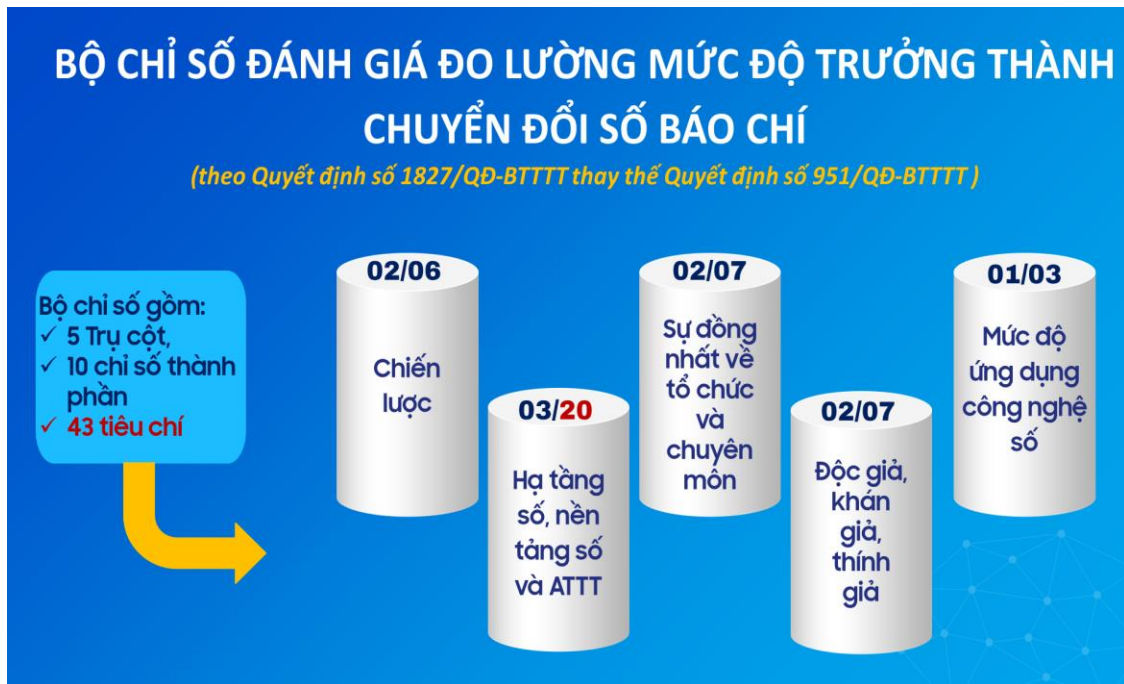 BỘ CHỈ SỐ ĐÁNH GIÁ ĐO LƯỜNG MỨC ĐỘ TRƯỞNG THÀNH
CHUYỂN ĐỔI SỐ BÁO CHÍ
(theo Quyết định số 1827/QĐ-BTTTT thay thế Quyết định số 951/QĐ-BTTTT )
Bộ chỉ số gồm:
✓ 5 Trụ cột,
✓ 10 chỉ số thành
phần
✓ 43 tiêu chí
02/06
Chiến
lược
03/20
Hạ tầng
số, nền
tảng số
và ATTT
02/07
Sự đồng
nhất về
tổ chức
và
chuyên
môn
02/07
Độc giả,
khán
giả,
thính
giả
01/03
Mức độ
ứng dụng
công nghệ
số